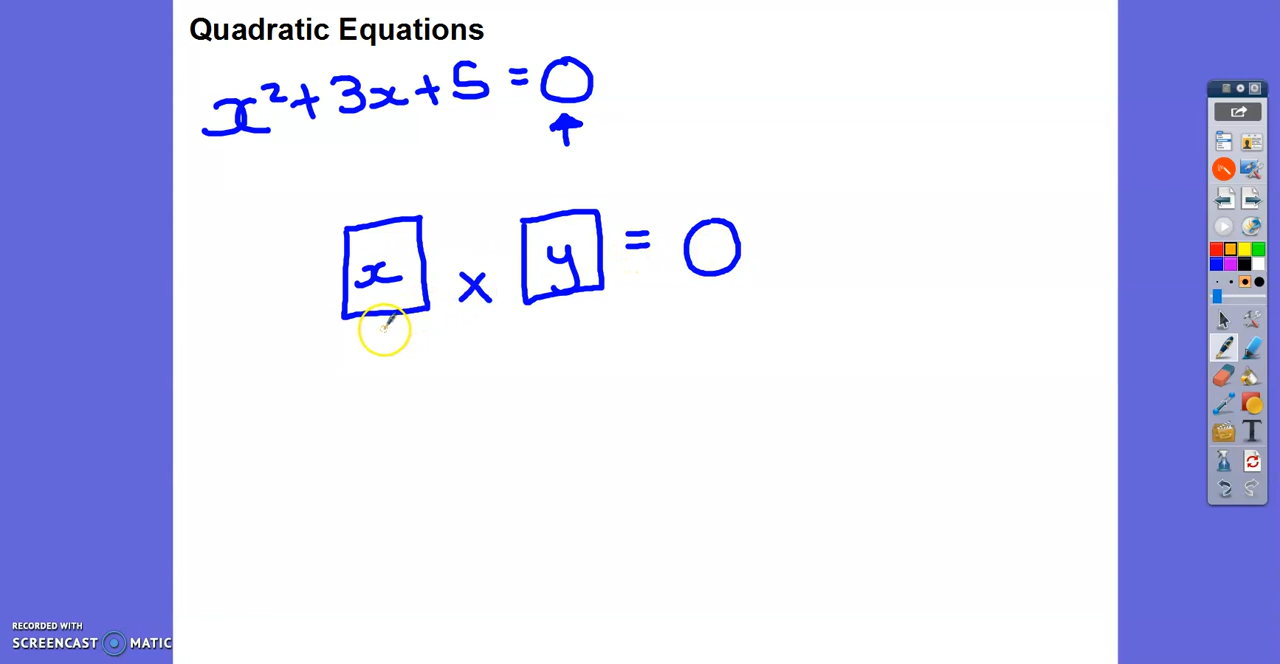 Quadratic Equations
x² + 3x + 5 = 0
x × y = 0
RECORDED WITH
SCREENCAST MATIC